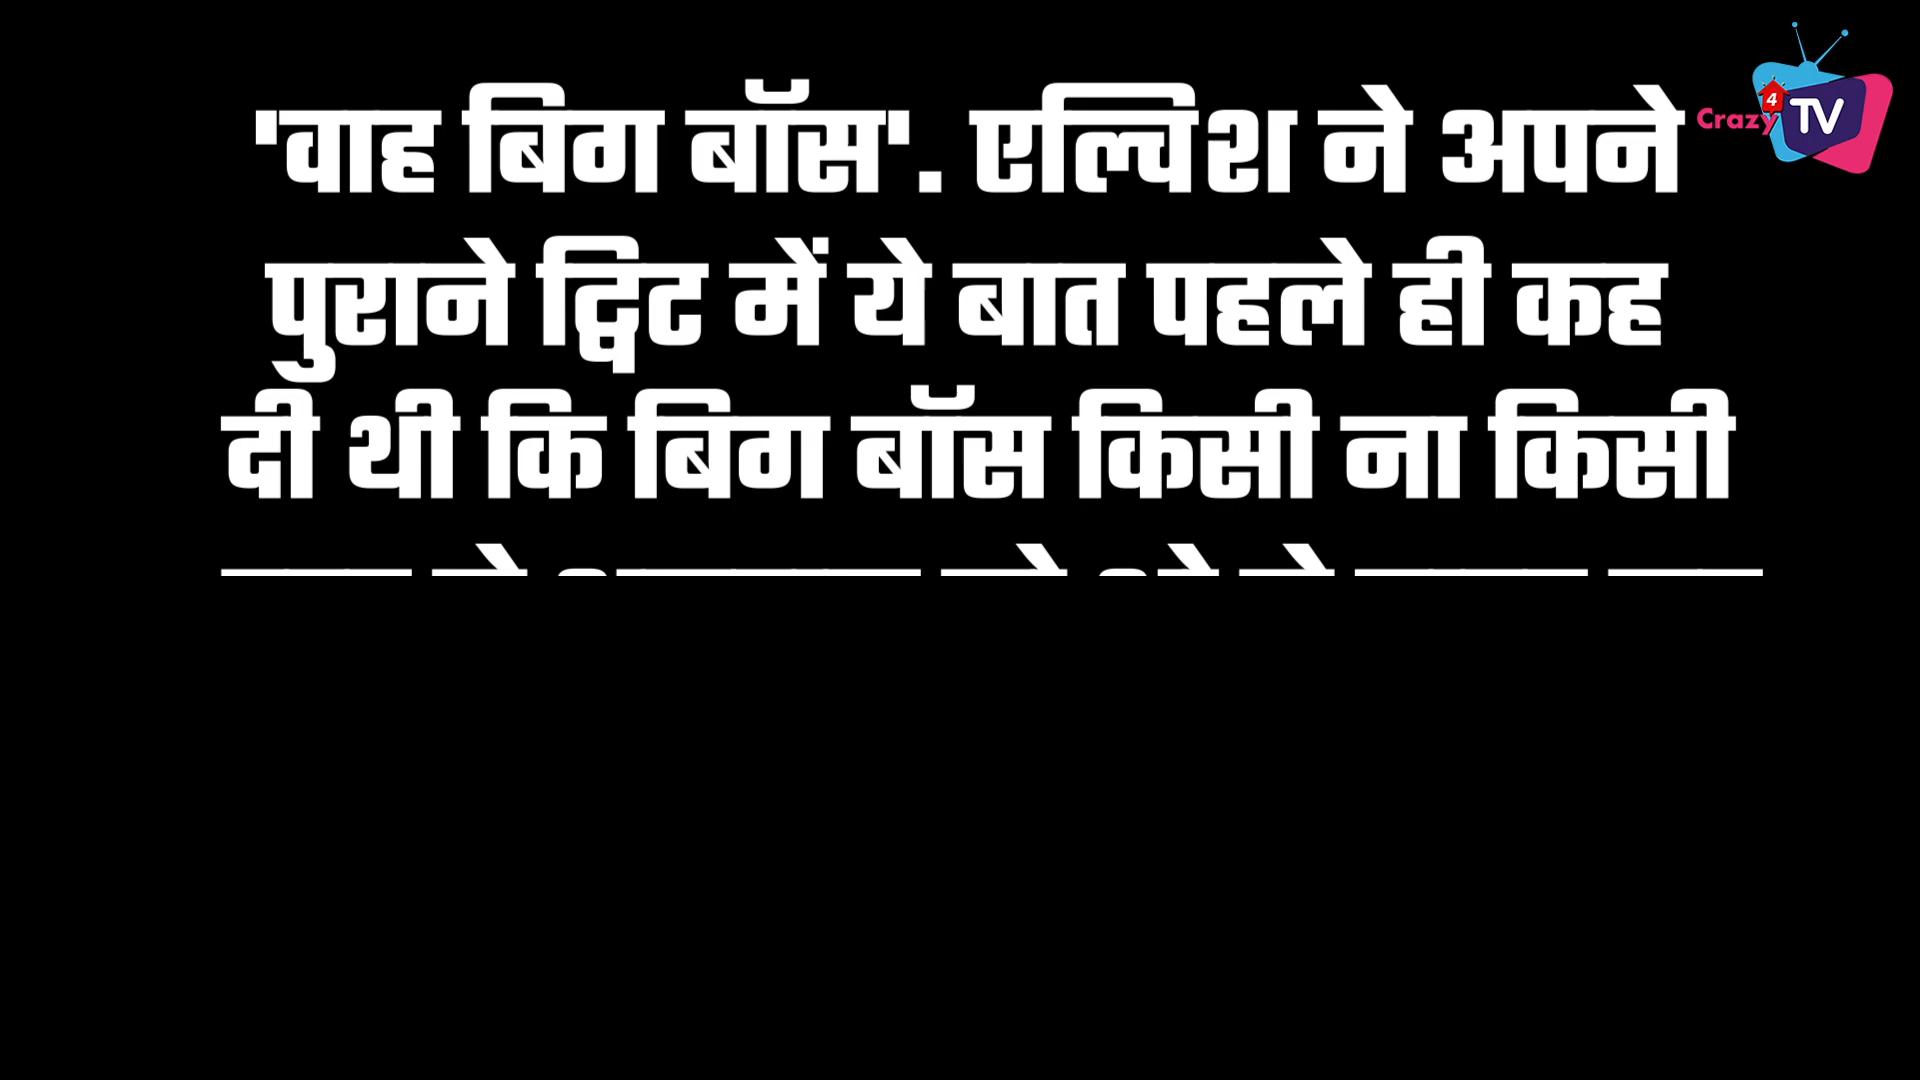 'वाह बिग बॉस'. एल्विश ने अपने
पुराने ट्विट में ये बात पहले ही कह
दी थी कि बिग बॉस किसी ना किसी
Crazy 4 TV